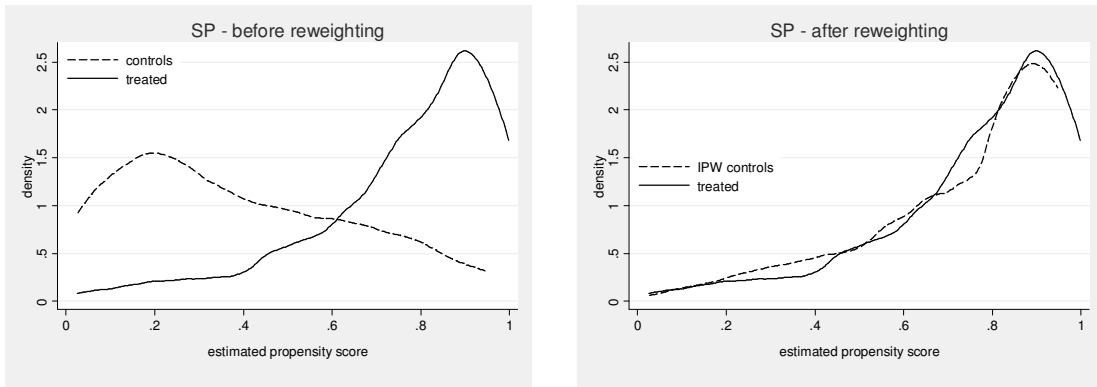 SP - before reweighting
controls
treated
density
0
.5
1
1.5
2
2.5
0 .2 .4 .6 .8 1
estimated propensity score
SP - after reweighting
IPW controls
treated
density
0
.5
1
1.5
2
2.5
0 .2 .4 .6 .8 1
estimated propensity score